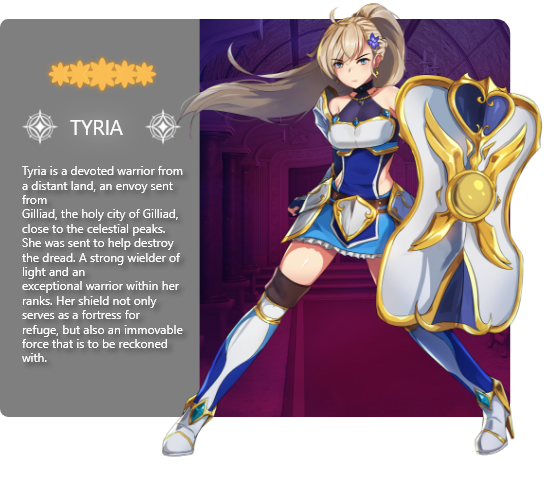 TYRIA
Tyria is a devoted warrior from
a distant land, an envoy sent
from
Gilliad, the holy city of Gilliad,
close to the celestial peaks.
She was sent to help destroy
the dread. A strong wielder of
light and an
exceptional warrior within her
ranks. Her shield not only
serves as a fortress for
refuge, but also an immovable
force that is to be reckoned
with.